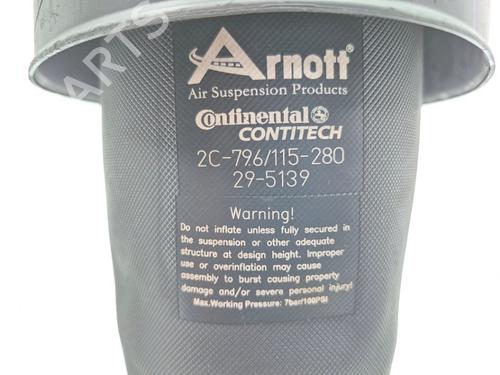 Arnott®
Air Suspension Products
Continental
CONTITECH
2C-79.6/115-280
29-5139
Warning!
Do not inflate unless fully secured in
the suspension or other adequate
structure at design height. Improper
use or overinflation may cause
assembly to burst causing property
damage and/or severe personal injury!
Max.Working Pressure: 7bar/100PSI